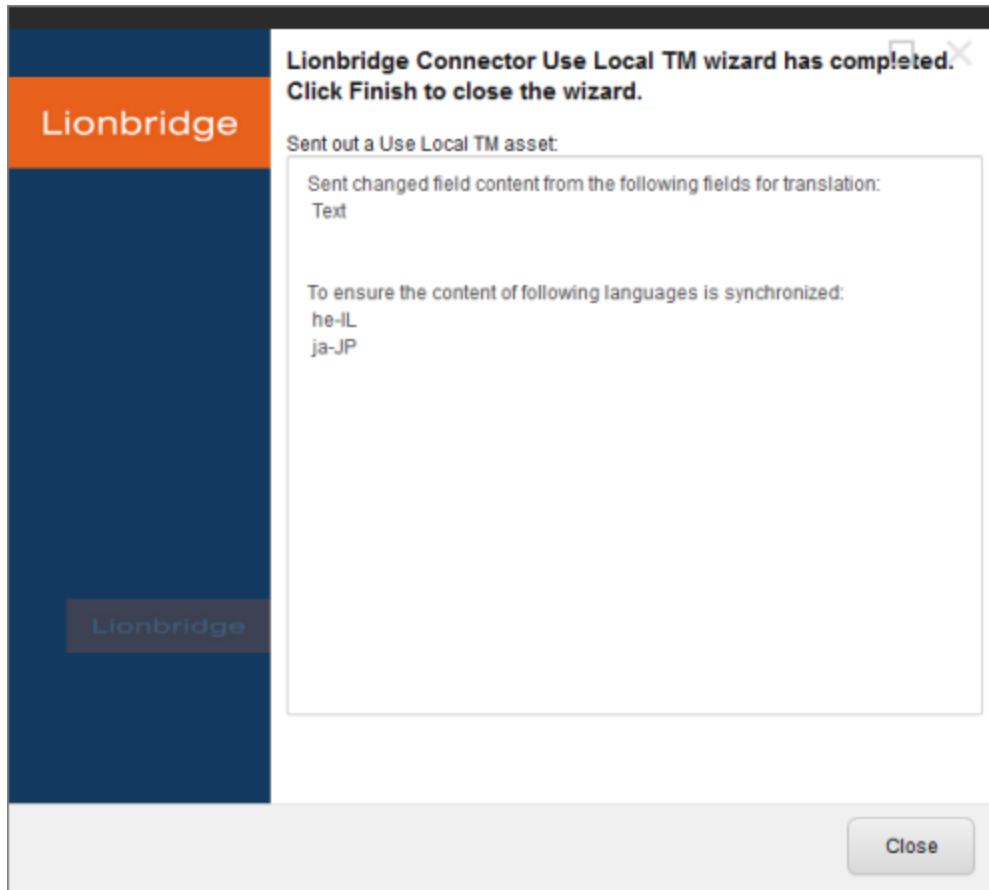 Lionbridge Connector Use Local TM wizard has completed.
Click Finish to close the wizard.
Lionbridge
Sent out a Use Local TM asset:
Sent changed field content from the following fields for translation:
Text
To ensure the content of following languages is synchronized:
he-IL
ja-JP
Lionbridge
Close